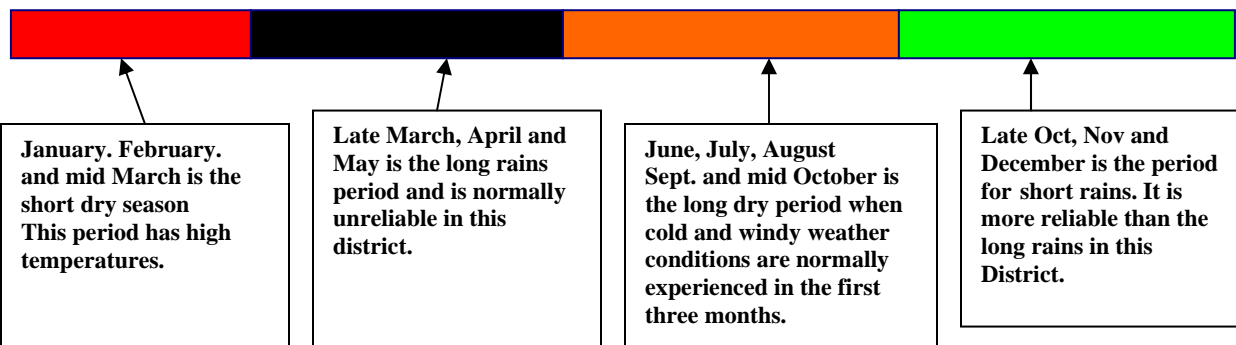 January. February.
and mid March is the
short dry season
This period has high
temperatures.
Late March, April and
May is the long rains
period and is normally
unreliable in this
district.
June, July, August
Sept. and mid October is
the long dry period when
cold and windy weather
conditions are normally
experienced in the first
three months.
Late Oct, Nov and
December is the period
for short rains. It is
more reliable than the
long rains in this
District.